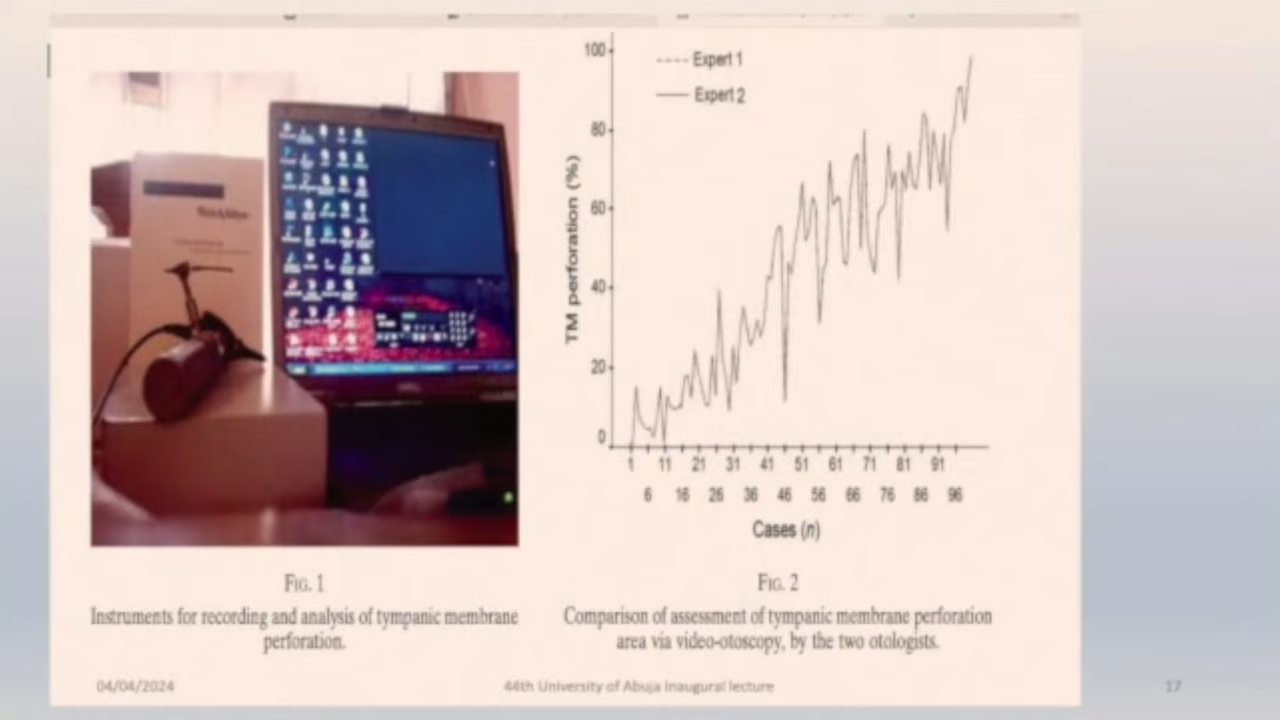 100
80
60
40
20
0
TM perforation (%)
Expert 1
Expert 2
1 11 21 31 41 51 61 71 81 91
6 16 26 36 46 56 66 76 86 96
Cases (n)
FIG. 1
Instruments for recording and analysis of tympanic membrane
perforation.
FIG. 2
Comparison of assessment of tympanic membrane perforation
area via video-otoscopy, by the two otologists.
04/04/2024
44th University of Abuja Inaugural lecture
17